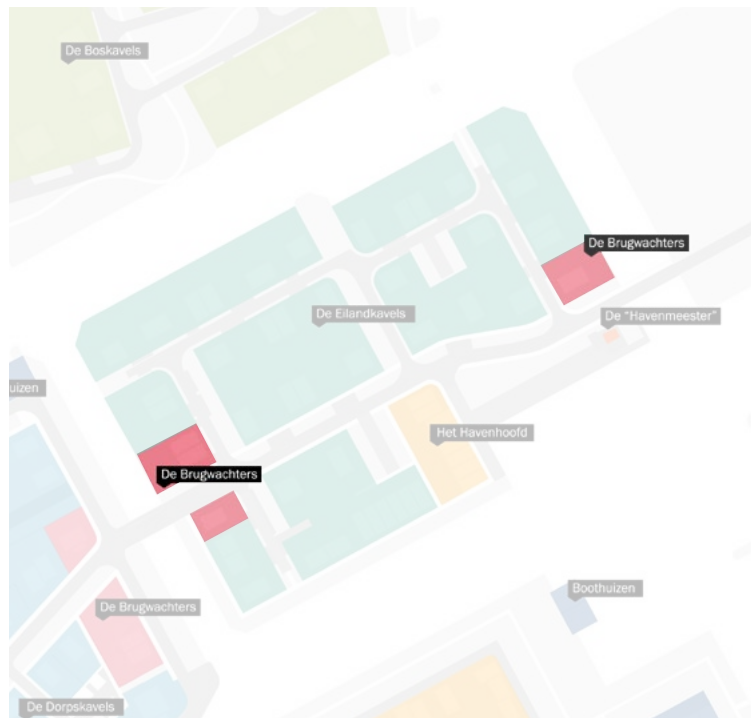 De Boskavels
De Brugwachters
De Eilandkavels
De "Havenmeester"
uizen
Het Havenhoofd
De Brugwachters
Boothuizen
De Brugwachters
De Dorpskavels